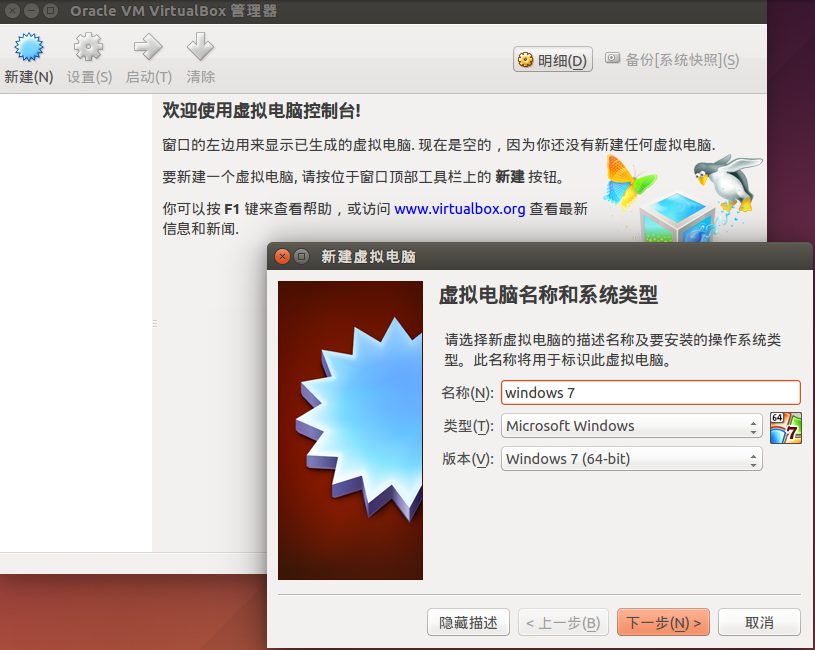 Oracle VM VirtualBox 管理器
新建(N) 设置(S) 启动(T) 清除
明细(D) 备份[系统快照](S)
欢迎使用虚拟电脑控制台!
窗口的左边用来显示已生成的虚拟电脑. 现在是空的，因为你还没有新建任何虚拟电脑.
要新建一个虚拟电脑, 请按位于窗口顶部工具栏上的 新建 按钮。
你可以按 F1 键来查看帮助，或访问 www.virtualbox.org 查看最新
信息和新闻.
新建虚拟电脑
虚拟电脑名称和系统类型
请选择新虚拟电脑的描述名称及要安装的操作系统类
型。此名称将用于标识此虚拟电脑。
名称(N): windows 7
类型(T): Microsoft Windows
64
7
版本(V): Windows 7 (64-bit)
隐藏描述 < 上一步(B) 下一步(N) > 取消